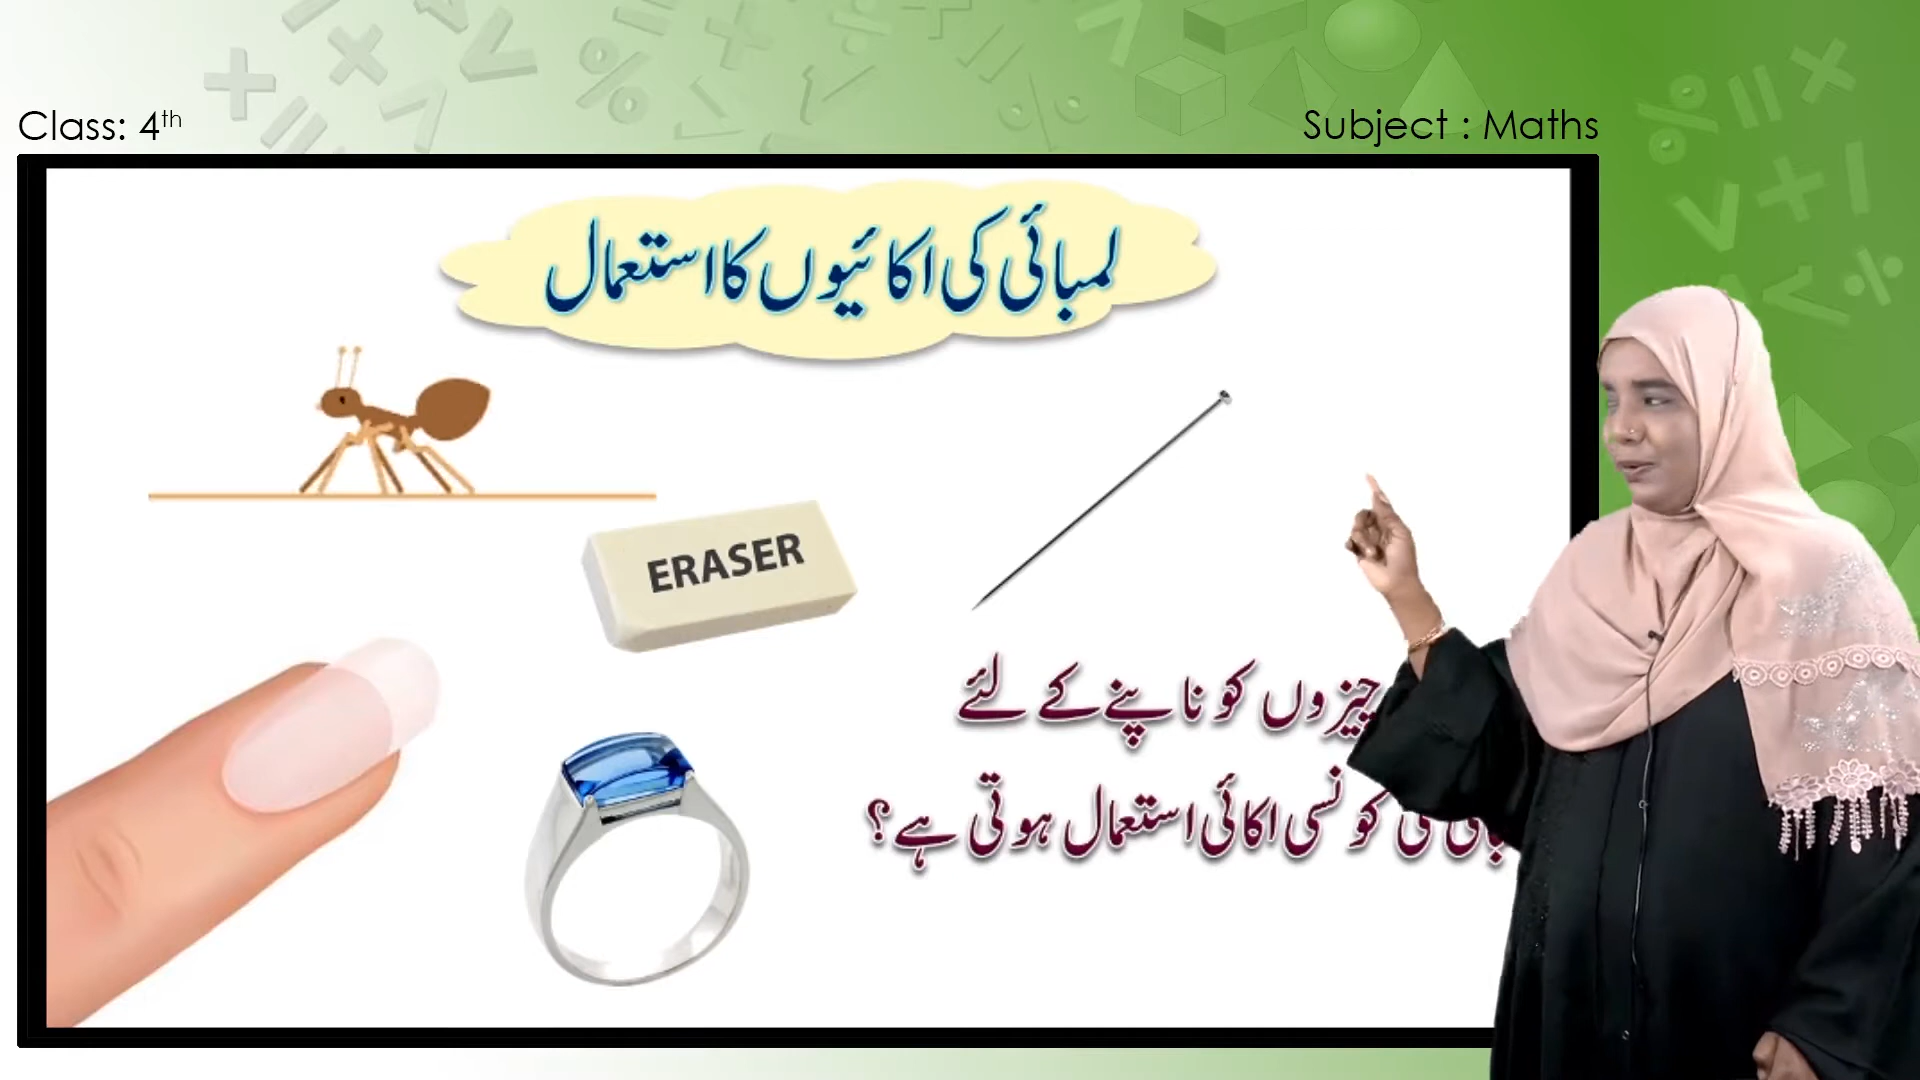 Class: 4th
Subject : Maths
لمبائی کی اکائیوں کا استعمال
ERASER
چیزوں کو ناپنے کے لئے
کونسی اکائی استعمال ہوتی ہے؟